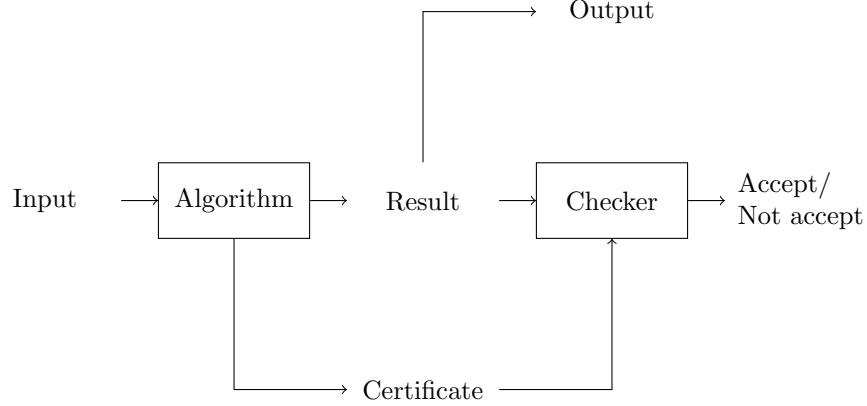 Output
Input
Algorithm
Result
Checker
Accept/
Not accept
Certificate